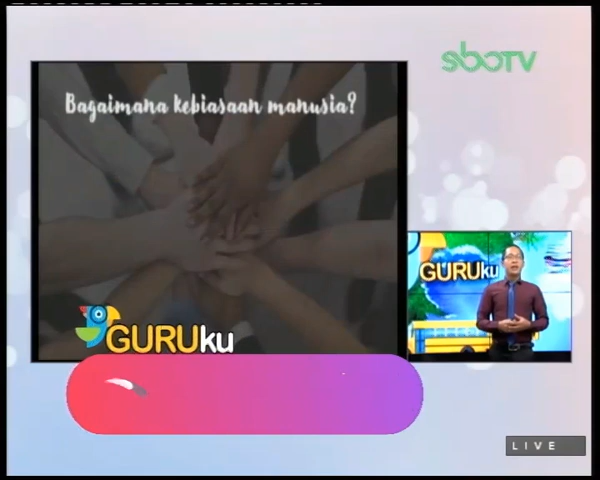 sboTV
Bagaimana kebiasaan manusia?
GURUku
GURUku
LIVE